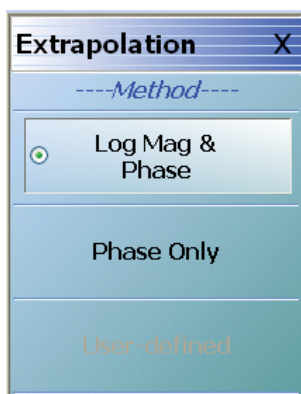 Extrapolation X
----Method----
Log Mag &
Phase
Phase Only
User-defined